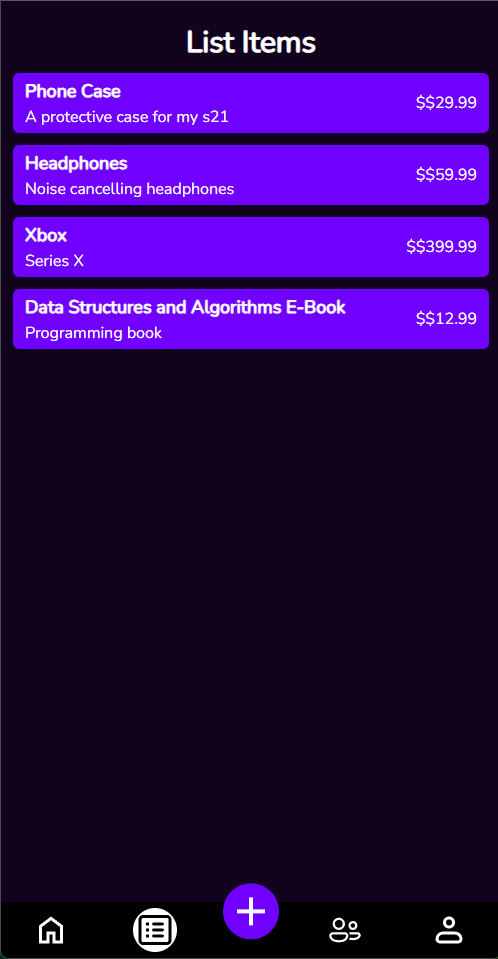 List Items
Phone Case
A protective case for my s21
$$29.99
Headphones
Noise cancelling headphones
$$59.99
Xbox
Series X
$$399.99
Data Structures and Algorithms E-Book
Programming book
$$12.99